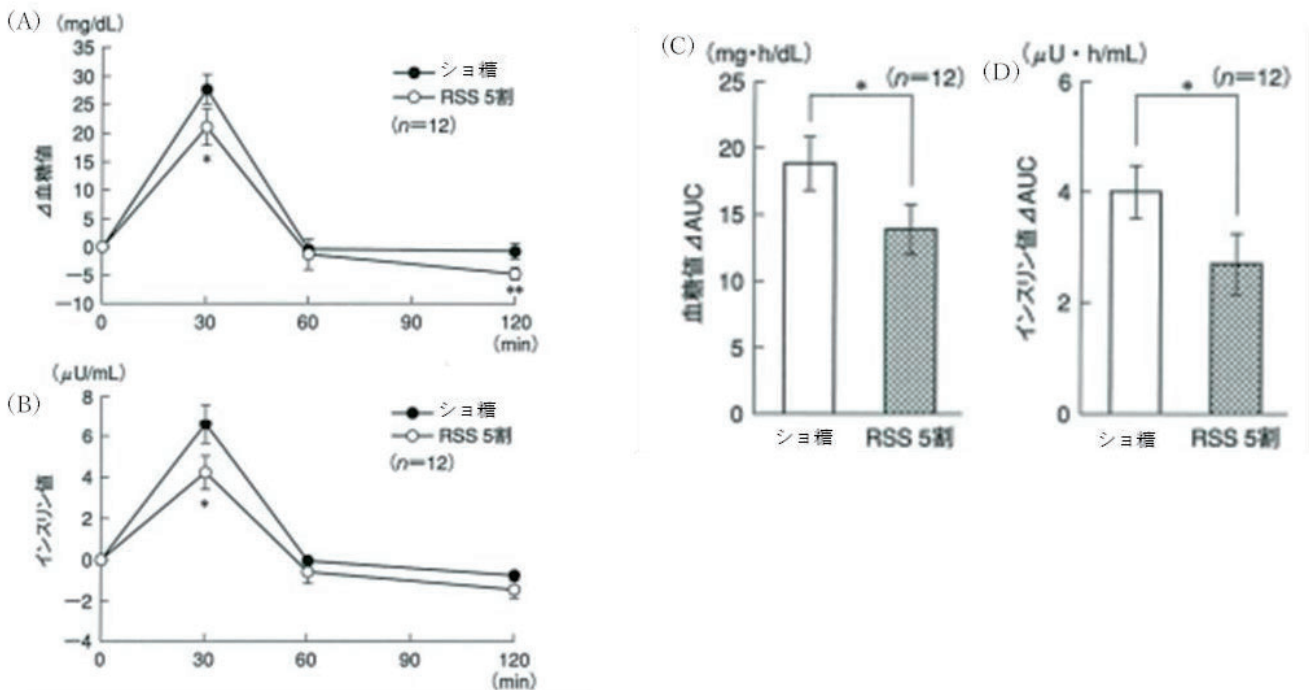 (A) (mg/dL)
35
30
25
20
15
10
5
0
−5
−10
⊿血糖値
ショ糖
RSS 5割
(n=12)
*
**
0 30 60 90 120
(min)
(B) (μU/mL)
8
6
4
2
0
−2
−4
インスリン値
ショ糖
RSS 5割
(n=12)
*
0 30 60 90 120
(min)
(C) (mg・h/dL)
25
20
15
10
5
0
血糖値⊿AUC
* (n=12)
ショ糖 RSS 5割
(D) (μU・h/mL)
6
4
2
0
インスリン値⊿AUC
* (n=12)
ショ糖 RSS 5割